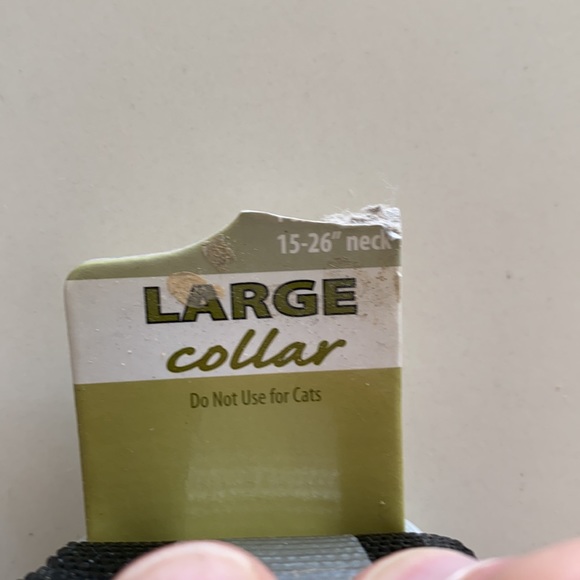 15-26" neck
LARGE
collar
Do Not Use for Cats